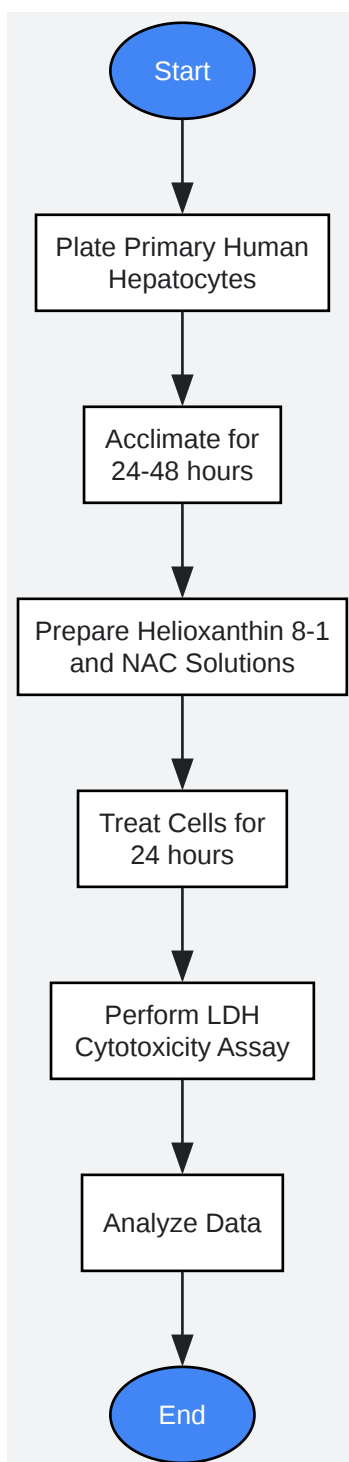 Start
Plate Primary Human
Hepatocytes
Acclimate for
24-48 hours
Prepare Helioxanthin 8-1
and NAC Solutions
Treat Cells for
24 hours
Perform LDH
Cytotoxicity Assay
Analyze Data
End